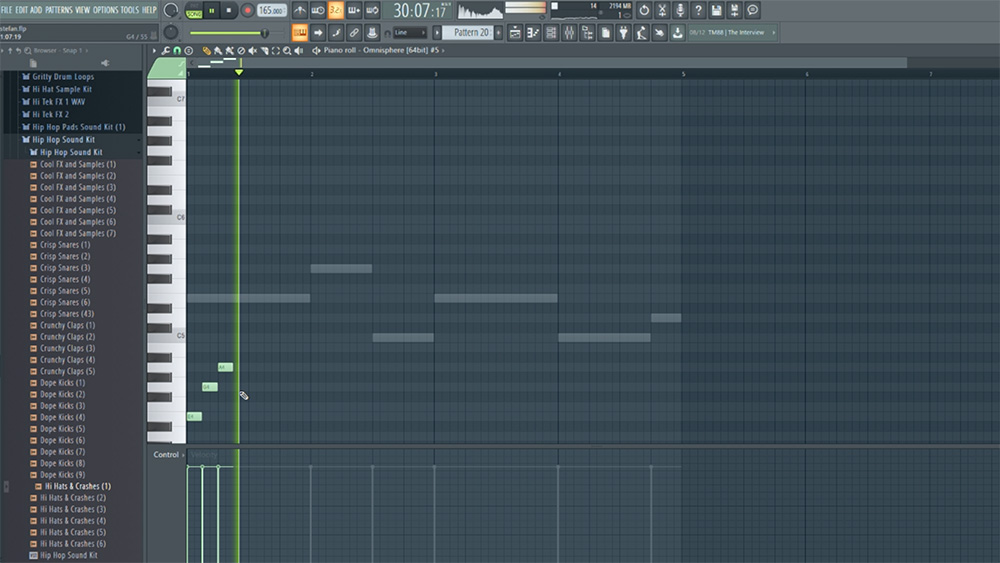 FILE EDIT ADD PATTERNS VIEW OPTIONS TOOLS HELP
SONG
165.000
32:
30:07:17
14
2194 MB
stefan.flp
1.07.19
G4 / 55
Line
Pattern 20
08/12 TM88 | The Interview
Browser - Snap 1
Piano roll - Omnisphere [64bit] #5
1 2 3 4 5 6 7
Gritty Drum Loops
Hi Hat Sample Kit
Hi Tek FX 1 WAV
Hi Tek FX 2
Hip Hop Pads Sound Kit (1)
Hip Hop Sound Kit
Hip Hop Sound Kit
Cool FX and Samples (1)
Cool FX and Samples (2)
Cool FX and Samples (3)
Cool FX and Samples (4)
Cool FX and Samples (5)
Cool FX and Samples (6)
Cool FX and Samples (7)
Crisp Snares (1)
Crisp Snares (2)
Crisp Snares (3)
Crisp Snares (4)
Crisp Snares (5)
Crisp Snares (6)
Crisp Snares (43)
Crunchy Claps (1)
Crunchy Claps (2)
Crunchy Claps (3)
Crunchy Claps (4)
Crunchy Claps (5)
Dope Kicks (1)
Dope Kicks (2)
Dope Kicks (3)
Dope Kicks (4)
Dope Kicks (5)
Dope Kicks (6)
Dope Kicks (7)
Dope Kicks (8)
Dope Kicks (9)
Hi Hats & Crashes (1)
Hi Hats & Crashes (2)
Hi Hats & Crashes (3)
Hi Hats & Crashes (4)
Hi Hats & Crashes (5)
Hi Hats & Crashes (6)
Hip Hop Sound Kit
C7
C6
C5
Control
Velocity